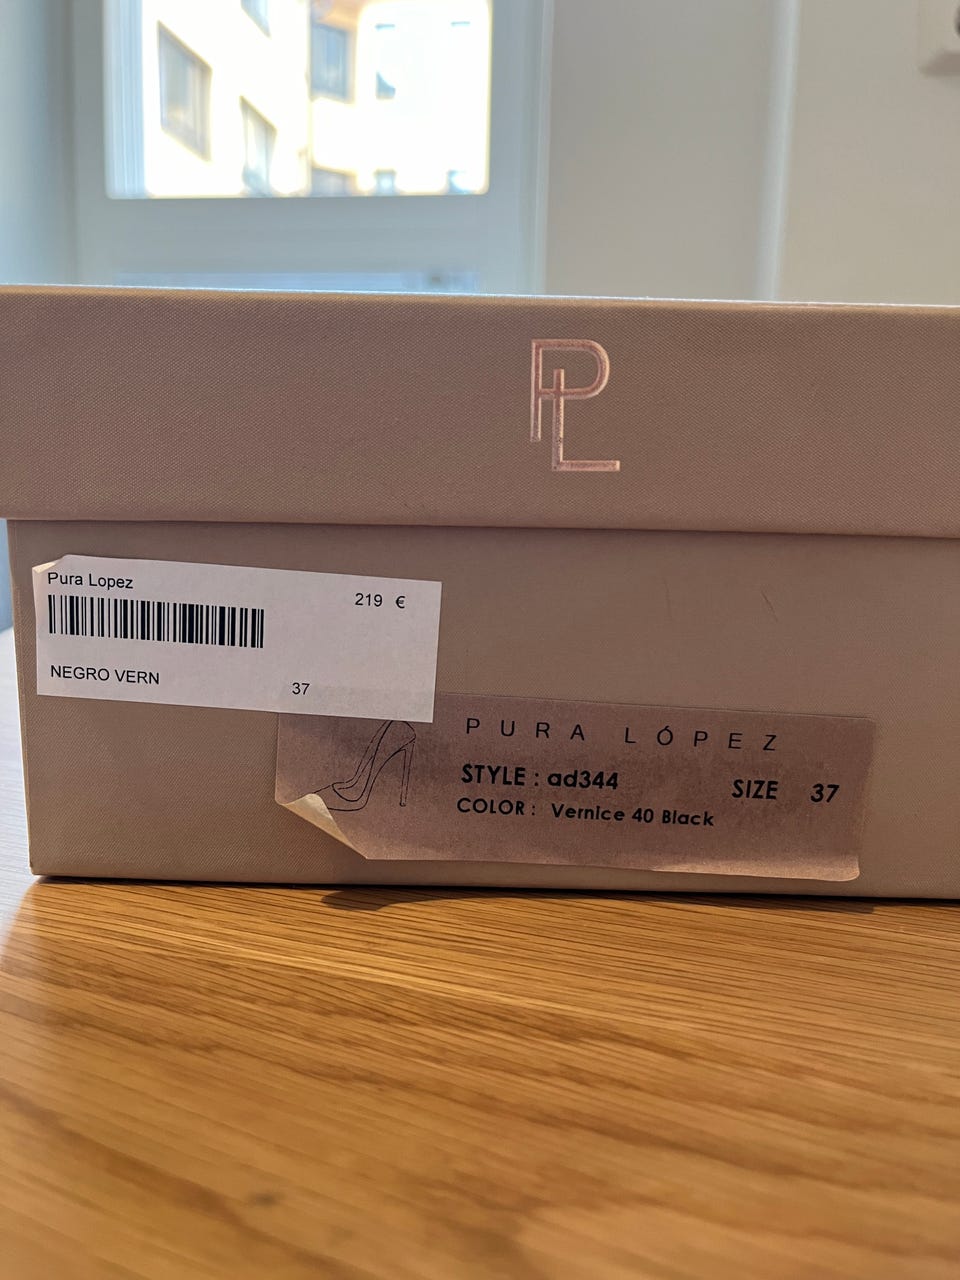 PL
Pura Lopez
219 €
NEGRO VERN
37
PURA LÓPEZ
STYLE : ad344 SIZE 37
COLOR : Vernice 40 Black